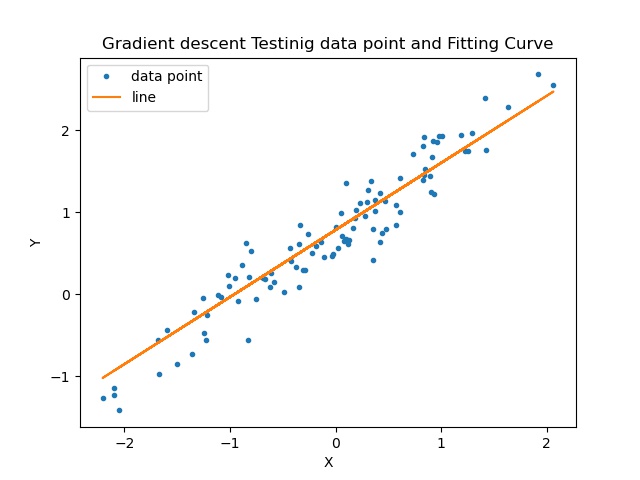 Gradient descent Testinig data point and Fitting Curve
data point
line
2
1
0
−1
Y
−2
−1
0
1
2
X